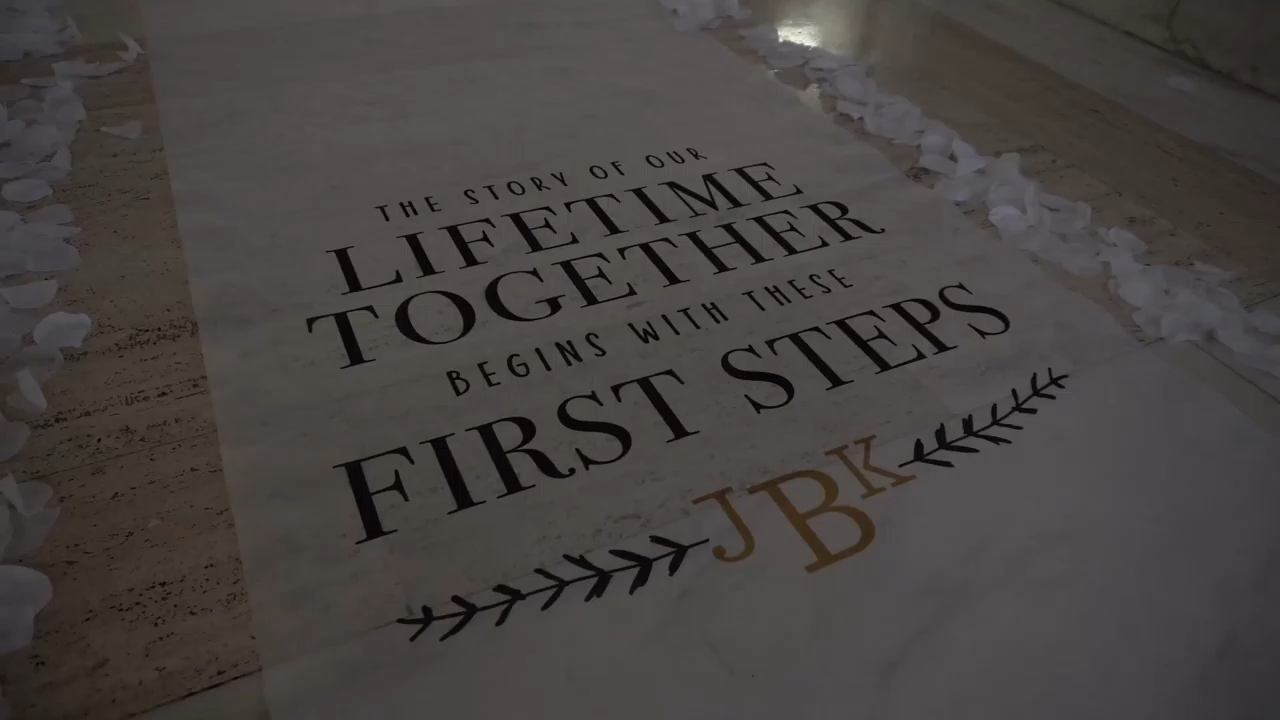 THE STORY OF OUR
LIFETIME
TOGETHER
BEGINS WITH THESE
FIRST STEPS
JBK